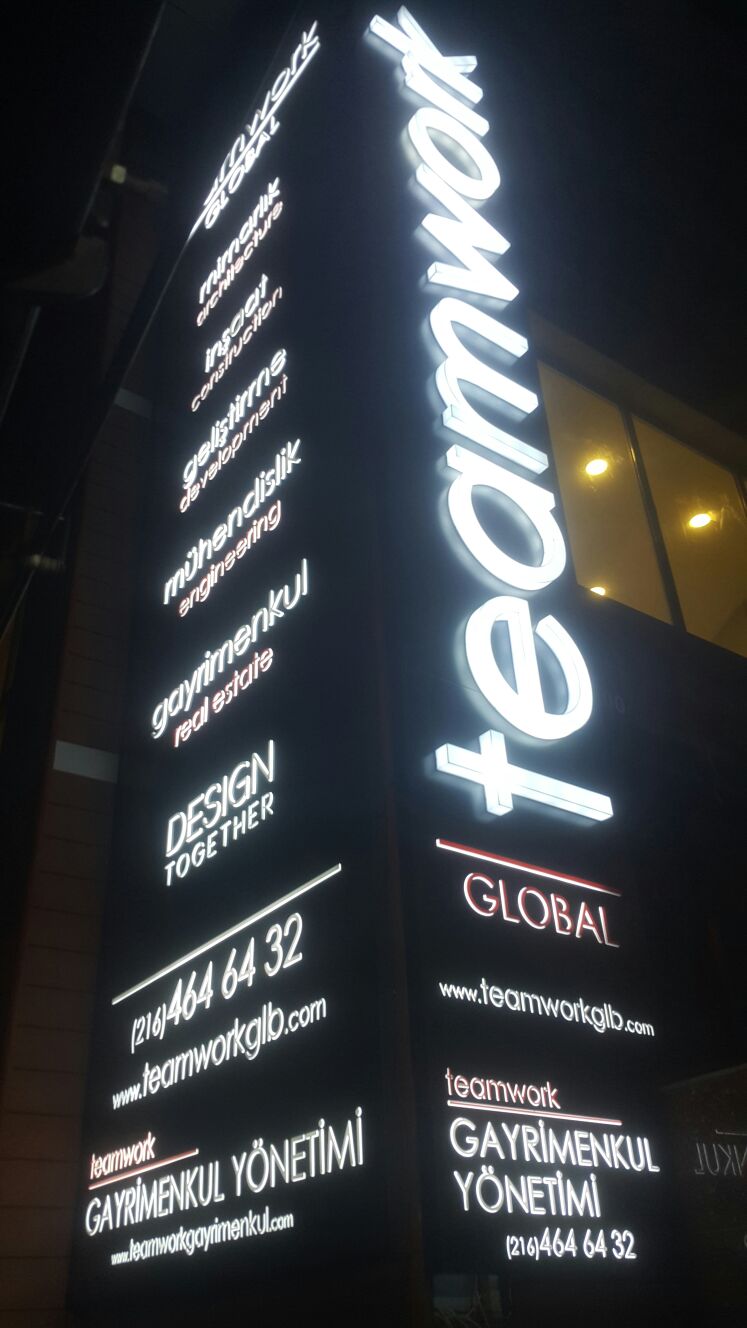 GLOBAL
mimarlık
architecture
inşaat
construction
geliştirme
development
mühendislik
engineering
gayrimenkul
real estate
DESIGN
TOGETHER
(216)464 64 32
www.teamworkglb.com
teamwork
GAYRİMENKUL YÖNETİMİ
www.teamworkgayrimenkul.com
teamwork
GLOBAL
www.teamworkglb.com
teamwork
GAYRİMENKUL
YÖNETİMİ
(216)464 64 32